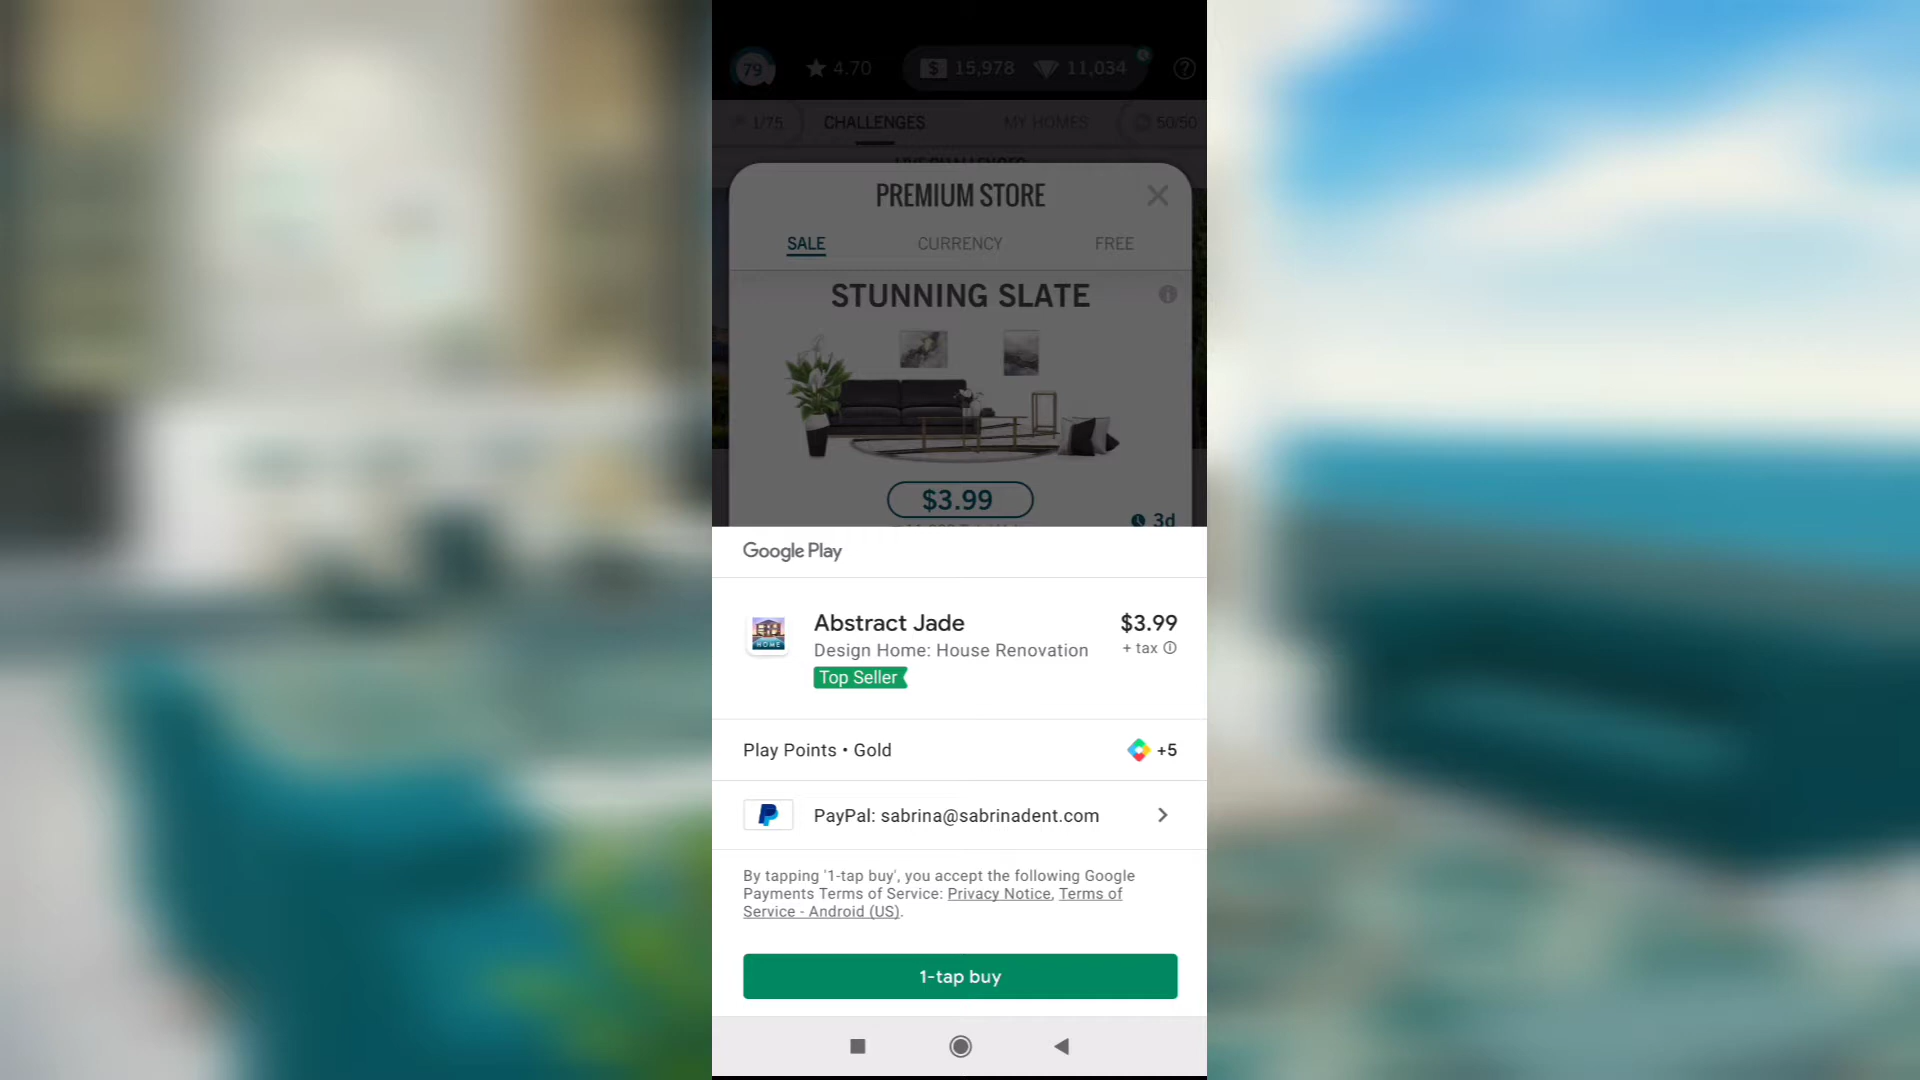 79 4.70 15,978 11,034
1/75 CHALLENGES MY HOMES 50/50
PREMIUM STORE
SALE CURRENCY FREE
STUNNING SLATE
$3.99
3d
Google Play
Abstract Jade $3.99
Design Home: House Renovation + tax
Top Seller
Play Points • Gold +5
PayPal: sabrina@sabrinadent.com
By tapping '1-tap buy', you accept the following Google
Payments Terms of Service: Privacy Notice, Terms of
Service - Android (US).
1-tap buy